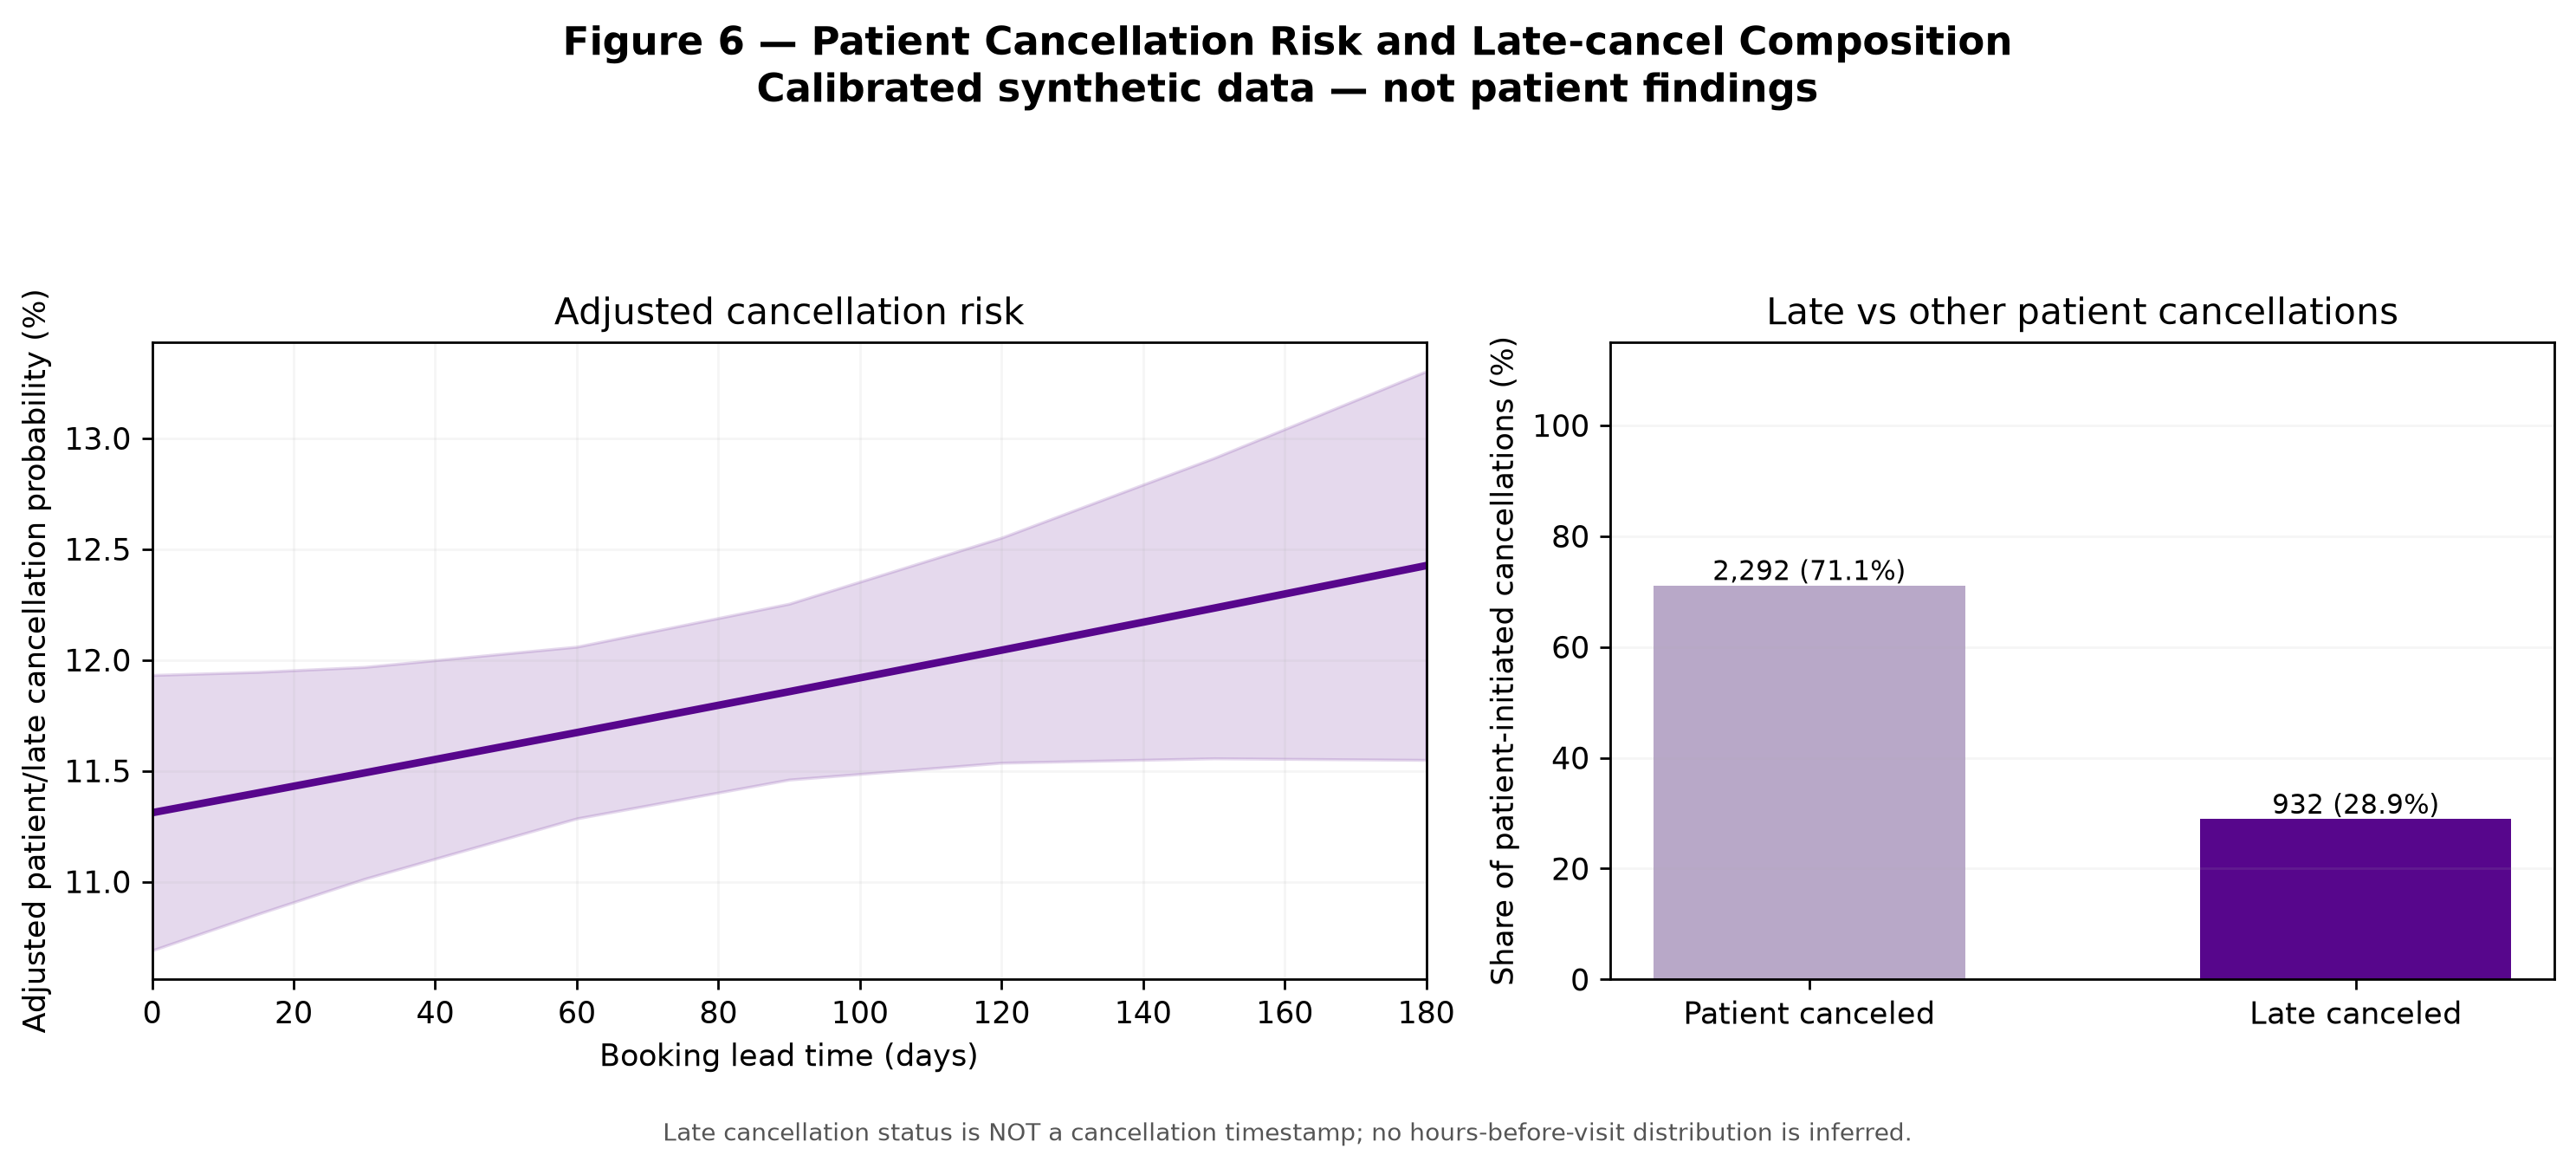 Figure 6 — Patient Cancellation Risk and Late-cancel Composition
Calibrated synthetic data — not patient findings
Adjusted cancellation risk
Adjusted patient/late cancellation probability (%)
13.0
12.5
12.0
11.5
11.0
0 20 40 60 80 100 120 140 160 180
Booking lead time (days)
Late vs other patient cancellations
Share of patient-initiated cancellations (%)
100
80
60
40
20
0
2,292 (71.1%)
932 (28.9%)
Patient canceled
Late canceled
Late cancellation status is NOT a cancellation timestamp; no hours-before-visit distribution is inferred.